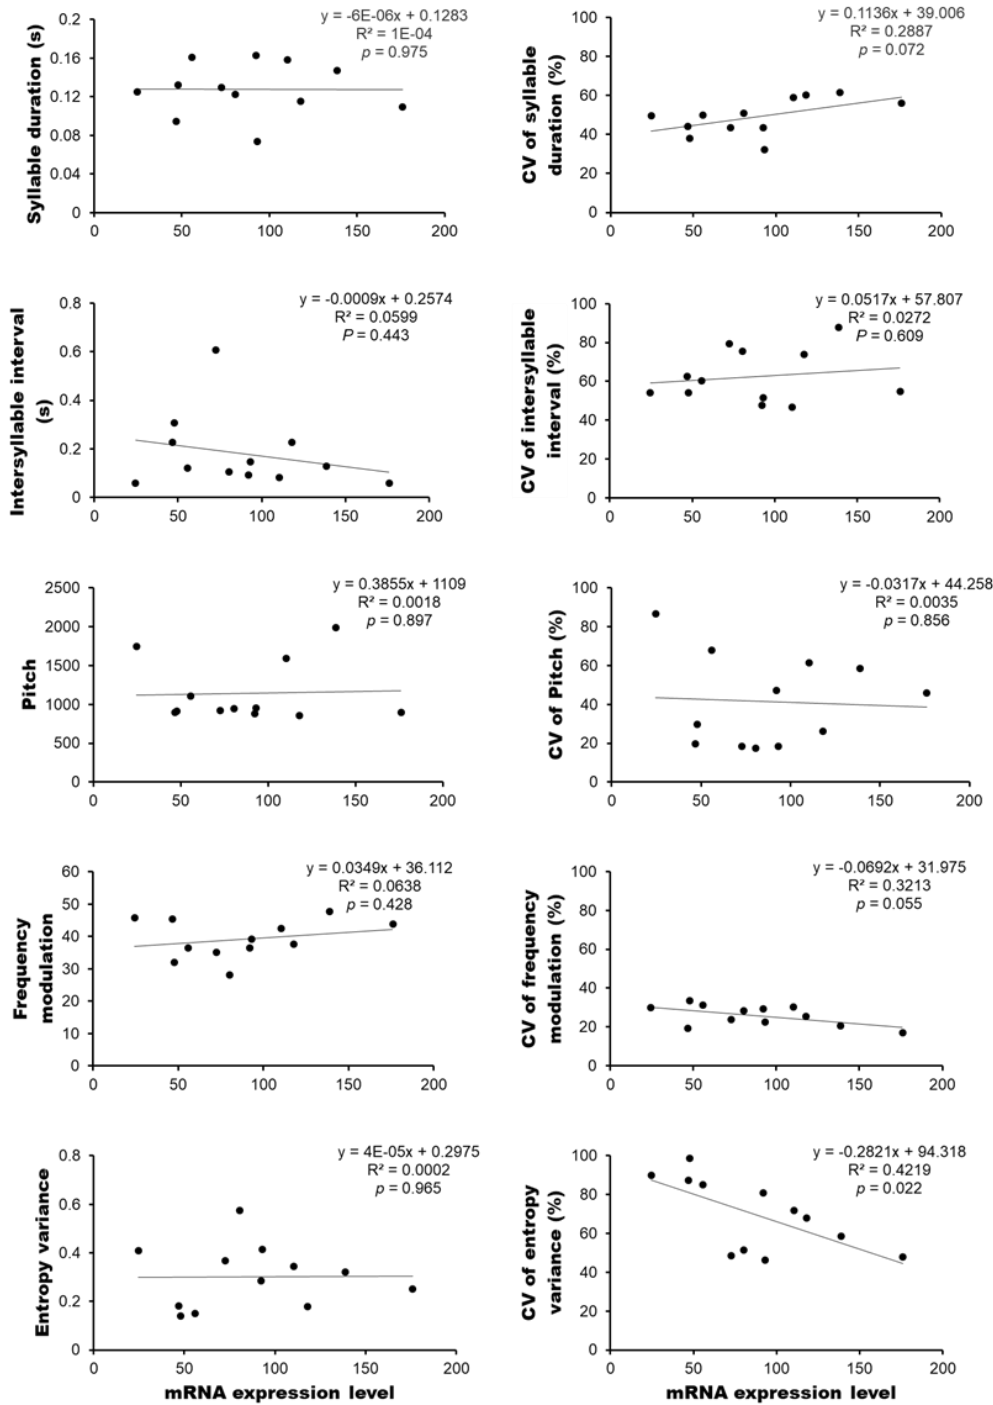 y = -6E-06x + 0.1283
R² = 1E-04
p = 0.975
Syllable duration (s)
0.2
0.16
0.12
0.08
0.04
0
0 50 100 150 200
y = 0.1136x + 39.006
R² = 0.2887
p = 0.072
CV of syllable
duration (%)
100
80
60
40
20
0
0 50 100 150 200
y = -0.0009x + 0.2574
R² = 0.0599
P = 0.443
Intersyllable interval
(s)
0.8
0.6
0.4
0.2
0
0 50 100 150 200
y = 0.0517x + 57.807
R² = 0.0272
P = 0.609
CV of intersyllable
interval (%)
100
80
60
40
20
0
0 50 100 150 200
y = 0.3855x + 1109
R² = 0.0018
p = 0.897
Pitch
2500
2000
1500
1000
500
0
0 50 100 150 200
y = -0.0317x + 44.258
R² = 0.0035
p = 0.856
CV of Pitch (%)
100
80
60
40
20
0
0 50 100 150 200
y = 0.0349x + 36.112
R² = 0.0638
p = 0.428
Frequency
modulation
60
50
40
30
20
10
0
0 50 100 150 200
y = -0.0692x + 31.975
R² = 0.3213
p = 0.055
CV of frequency
modulation (%)
100
80
60
40
20
0
0 50 100 150 200
y = 4E-05x + 0.2975
R² = 0.0002
p = 0.965
Entropy variance
0.8
0.6
0.4
0.2
0
0 50 100 150 200
mRNA expression level
y = -0.2821x + 94.318
R² = 0.4219
p = 0.022
CV of entropy
variance (%)
100
80
60
40
20
0
0 50 100 150 200
mRNA expression level